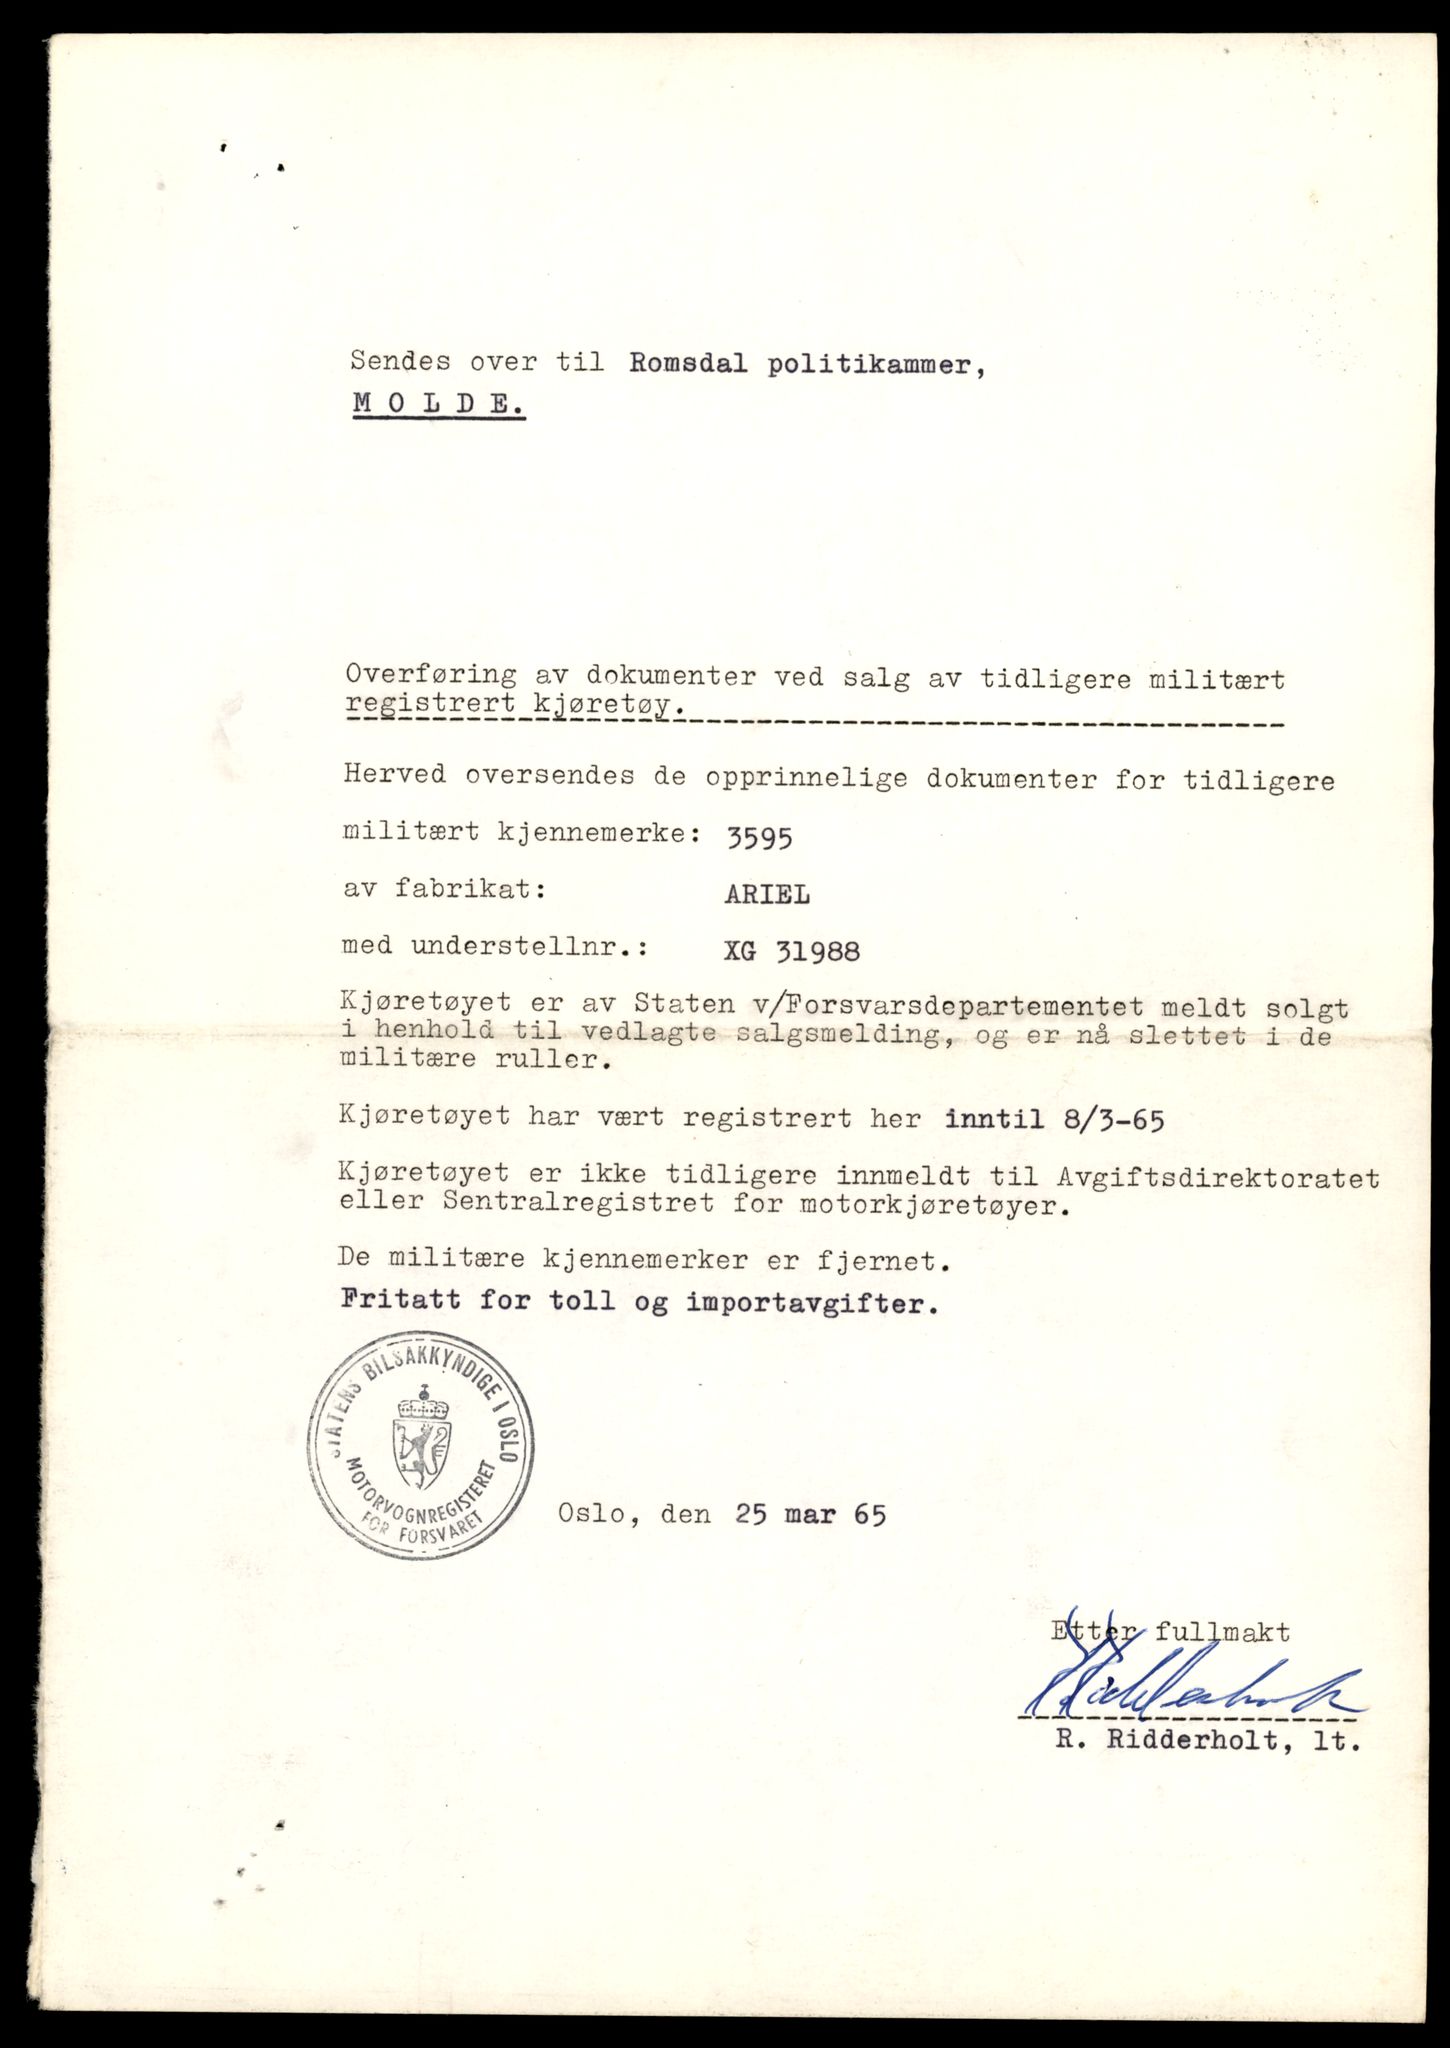 Sendes over til Romsdal politikammer,
M O L D E.
Overføring av dokumenter ved salg av tidligere militært
registrert kjøretøy.
Herved oversendes de opprinnelige dokumenter for tidligere
militært kjennemerke: 3595
av fabrikat: ARIEL
med understellnr.: XG 31988
Kjøretøyet er av Staten v/Forsvarsdepartementet meldt solgt
i henhold til vedlagte salgsmelding, og er nå slettet i de
militære ruller.
Kjøretøyet har vært registrert her inntil 8/3-65
Kjøretøyet er ikke tidligere innmeldt til Avgiftsdirektoratet
eller Sentralregistret for motorkjøretøyer.
De militære kjennemerker er fjernet.
Fritatt for toll og importavgifter.
STATENS BILSAKKYNDIGE I OSLO
MOTORVOGNREGISTERET
FOR FORSVARET
Oslo, den 25 mar 65
Etter fullmakt
R. Ridderholt, lt.